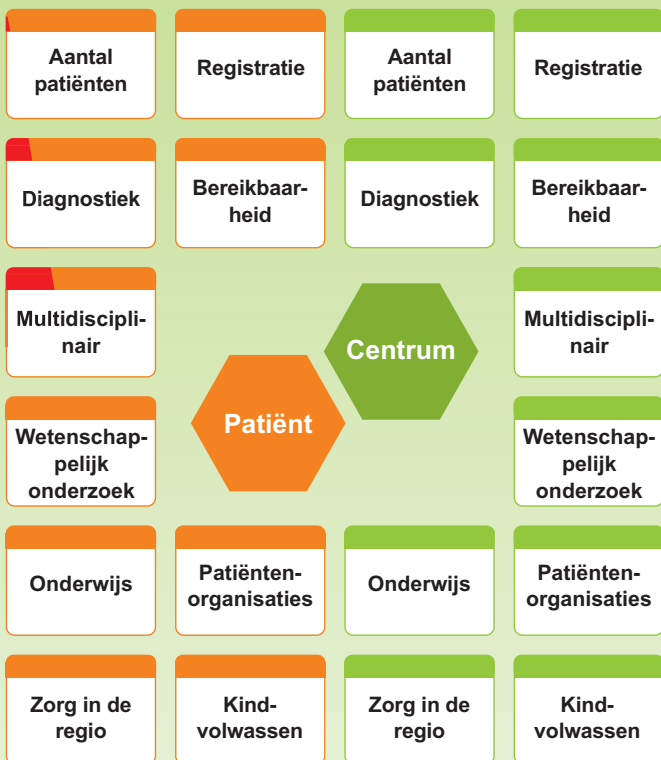 Aantal
patiënten
Registratie
Aantal
patiënten
Registratie
Diagnostiek
Bereikbaar-
heid
Diagnostiek
Bereikbaar-
heid
Multidiscipli-
nair
Centrum
Multidiscipli-
nair
Patiënt
Wetenschap-
pelijk
onderzoek
Wetenschap-
pelijk
onderzoek
Onderwijs
Patiënten-
organisaties
Onderwijs
Patiënten-
organisaties
Zorg in de
regio
Kind-
volwassen
Zorg in de
regio
Kind-
volwassen